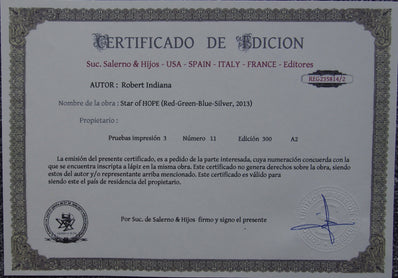 CERTIFICADO DE EDICION
Suc. Salerno & Hijos - USA - SPAIN - ITALY - FRANCE - Editores
REG235814/2
AUTOR : Robert Indiana
Nombre de la obra : Star of HOPE (Red-Green-Blue-Silver, 2013)
Propietario :
Pruebas impresión 3 Número 11 Edición 300 A2
La emisión del presente certificado, es a pedido de la parte interesada, cuya numeración concuerda con la
que se encuentra inscripta a lápiz en la misma obra. Este certificado no genera derechos sobre la obra, siendo
estos del autor y/o representante arriba mencionado. Este certificado es válido para
siendo este el país de residencia del propietario.
Por Suc. de Salerno & Hijos firmo y signo el presente